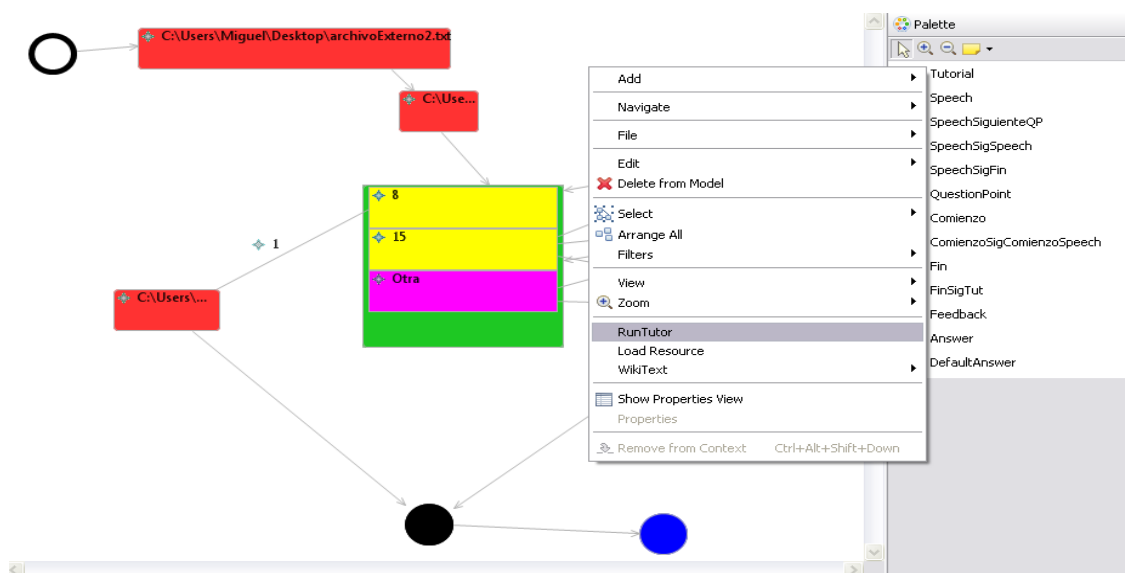 C:\Users\Miguel\Desktop\archivoExterno2.txt
C:\Use...
8
15
Otra
1
C:\Users\...
Add
Navigate
File
Edit
Delete from Model
Select
Arrange All
Filters
View
Zoom
RunTutor
Load Resource
WikiText
Show Properties View
Properties
Remove from Context Ctrl+Alt+Shift+Down
Palette
Tutorial
Speech
SpeechSiguienteQP
SpeechSigSpeech
SpeechSigFin
QuestionPoint
Comienzo
ComienzoSigComienzoSpeech
Fin
FinSigTut
Feedback
Answer
DefaultAnswer